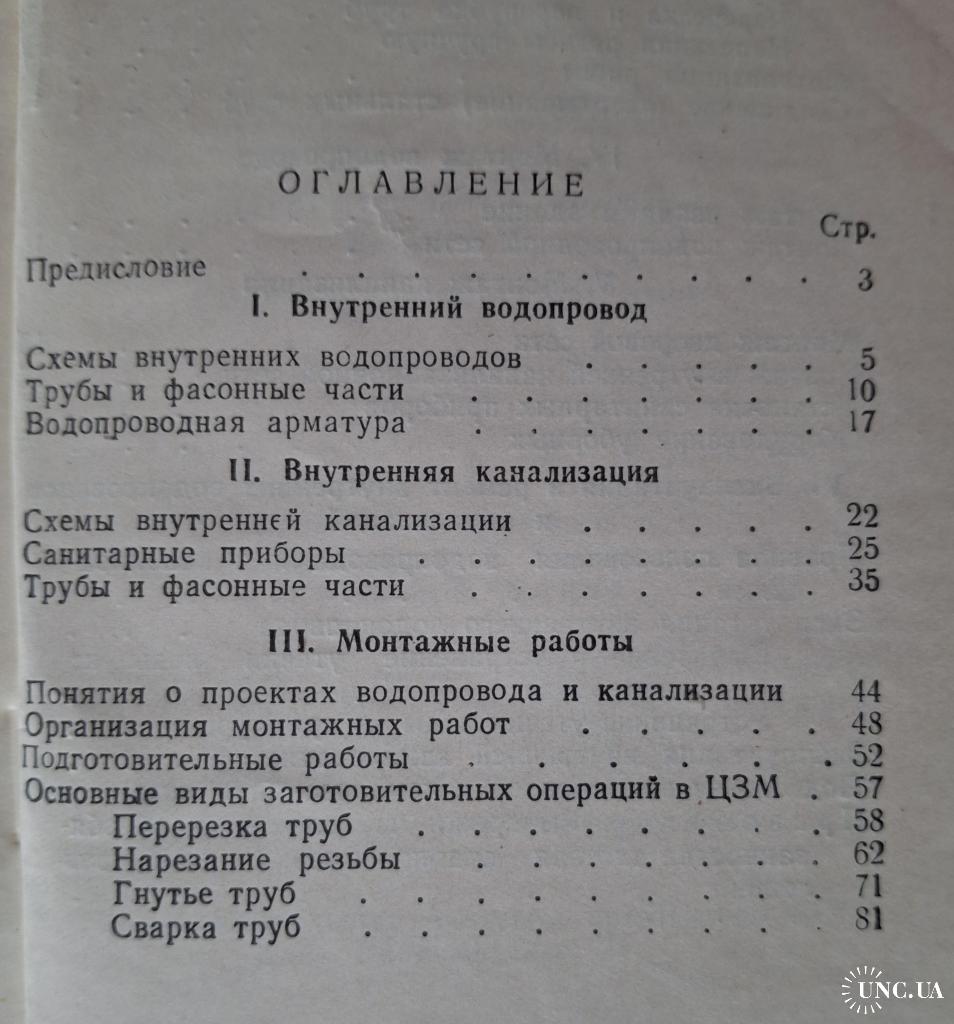 ОГЛАВЛЕНИЕ
Стр.
Предисловие . . . . . . . . . . 3
I. Внутренний водопровод
Схемы внутренних водопроводов . . . . . 5
Трубы и фасонные части . . . . . . . 10
Водопроводная арматура . . . . . . . 17
II. Внутренняя канализация
Схемы внутренней канализации . . . . . 22
Санитарные приборы . . . . . . . . 25
Трубы и фасонные части . . . . . . . 35
III. Монтажные работы
Понятия о проектах водопровода и канализации 44
Организация монтажных работ . . . . . 48
Подготовительные работы . . . . . . 52
Основные виды заготовительных операций в ЦЗМ . 57
Перерезка труб . . . . . . . . 58
Нарезание резьбы . . . . . . . 62
Гнутье труб . . . . . . . . . 71
Сварка труб . . . . . . . . . 81
UNC.UA